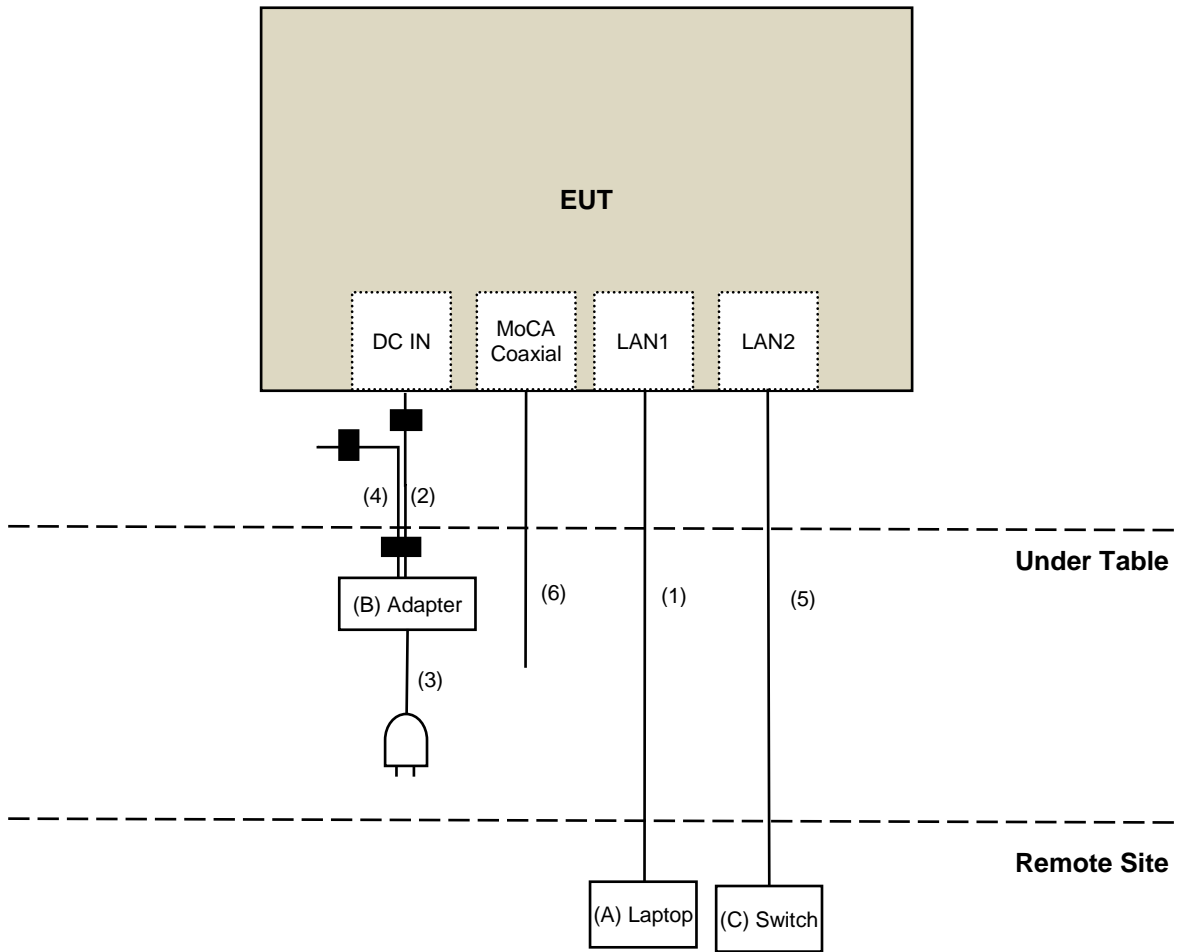 EUT
DC IN
MoCA
Coaxial
LAN1
LAN2
(4)
(2)
Under Table
(B) Adapter
(6)
(1)
(5)
(3)
Remote Site
(A) Laptop
(C) Switch